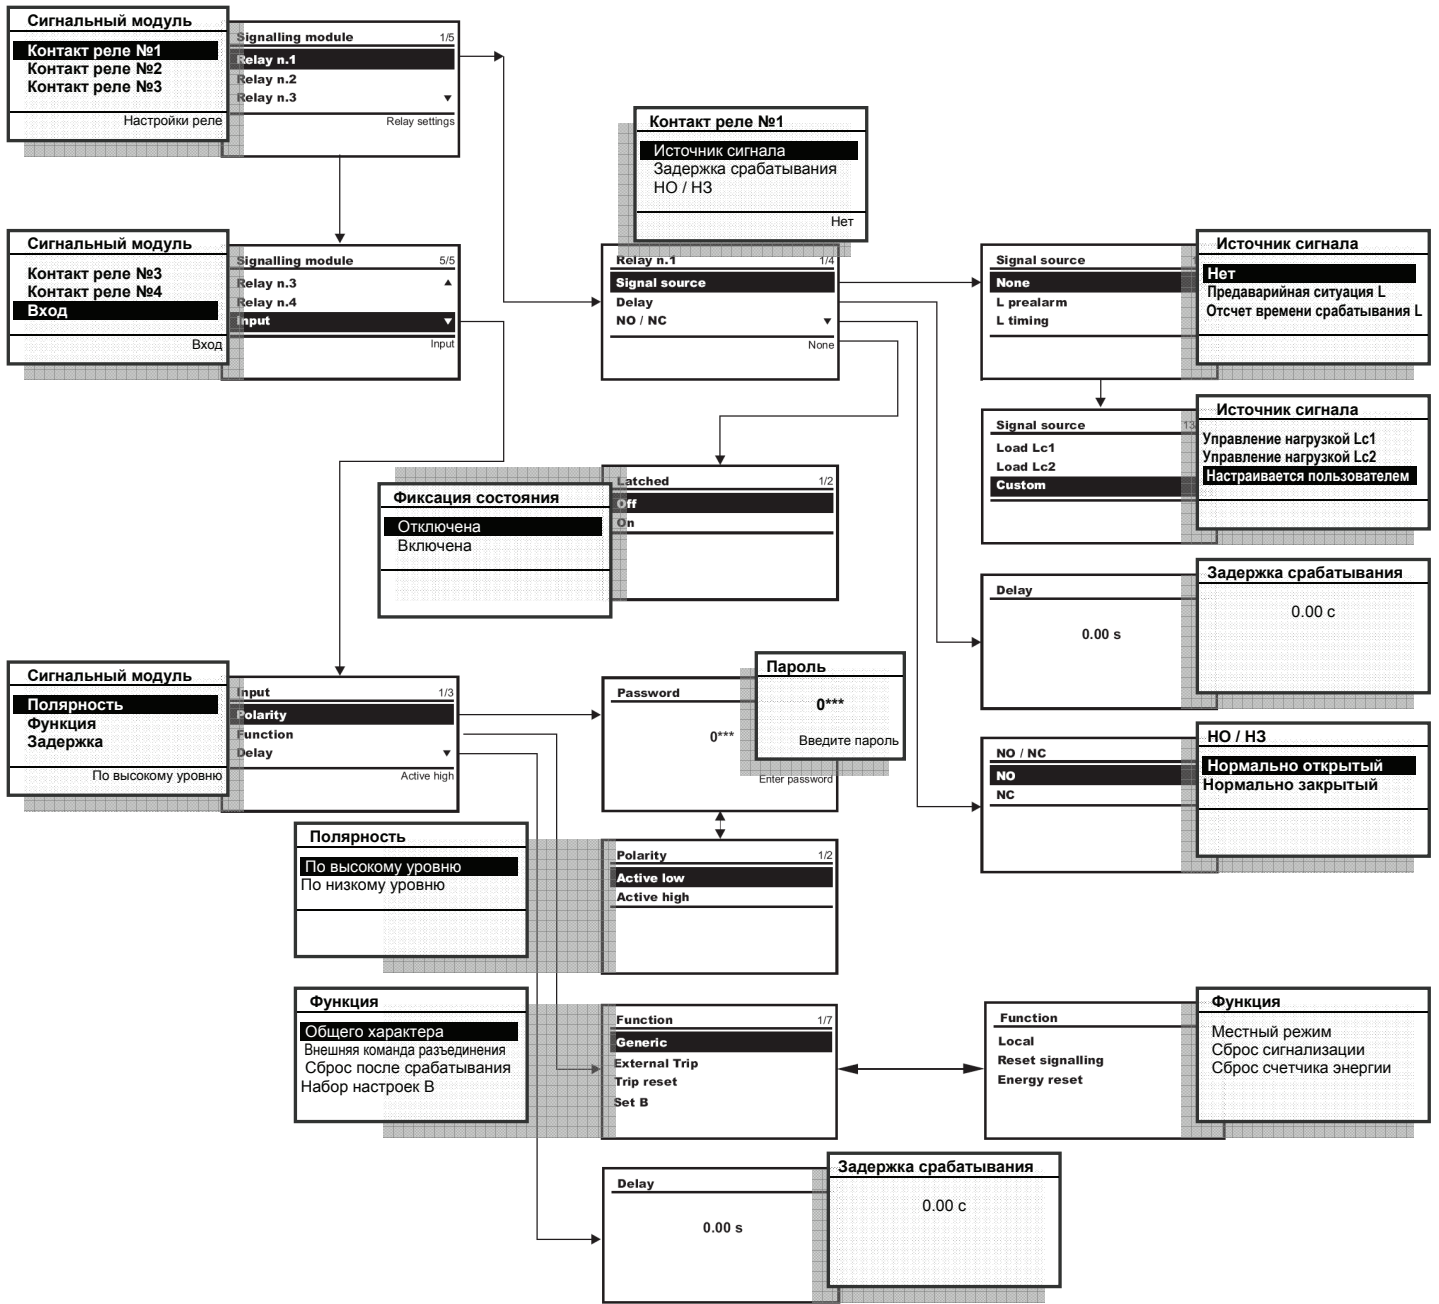 Сигнальный модуль
Контакт реле №1
Контакт реле №2
Контакт реле №3
Настройки реле
Signalling module 1/5
Relay n.1
Relay n.2
Relay n.3
Relay settings
Контакт реле №1
Источник сигнала
Задержка срабатывания
НО / НЗ
Нет
Сигнальный модуль
Контакт реле №3
Контакт реле №4
Вход
Вход
Signalling module 5/5
Relay n.3
Relay n.4
Input
Input
Relay n.1 1/4
Signal source
Delay
NO / NC
None
Signal source
None
L prealarm
L timing
Источник сигнала
Нет
Предаварийная ситуация L
Отсчет времени срабатывания L
Signal source 13
Load Lc1
Load Lc2
Custom
Источник сигнала
Управление нагрузкой Lc1
Управление нагрузкой Lc2
Настраивается пользователем
Фиксация состояния
Отключена
Включена
Latched 1/2
Off
On
Delay
0.00 s
Задержка срабатывания
0.00 с
Сигнальный модуль
Полярность
Функция
Задержка
По высокому уровню
Input 1/3
Polarity
Function
Delay
Active high
Password
0***
Enter password
Пароль
0***
Введите пароль
NO / NC
NO
NC
НО / НЗ
Нормально открытый
Нормально закрытый
Полярность
По высокому уровню
По низкому уровню
Polarity 1/2
Active low
Active high
Функция
Общего характера
Внешняя команда разъединения
Сброс после срабатывания
Набор настроек В
Function 1/7
Generic
External Trip
Trip reset
Set B
Function
Local
Reset signalling
Energy reset
Функция
Местный режим
Сброс сигнализации
Сброс счетчика энергии
Delay
0.00 s
Задержка срабатывания
0.00 с